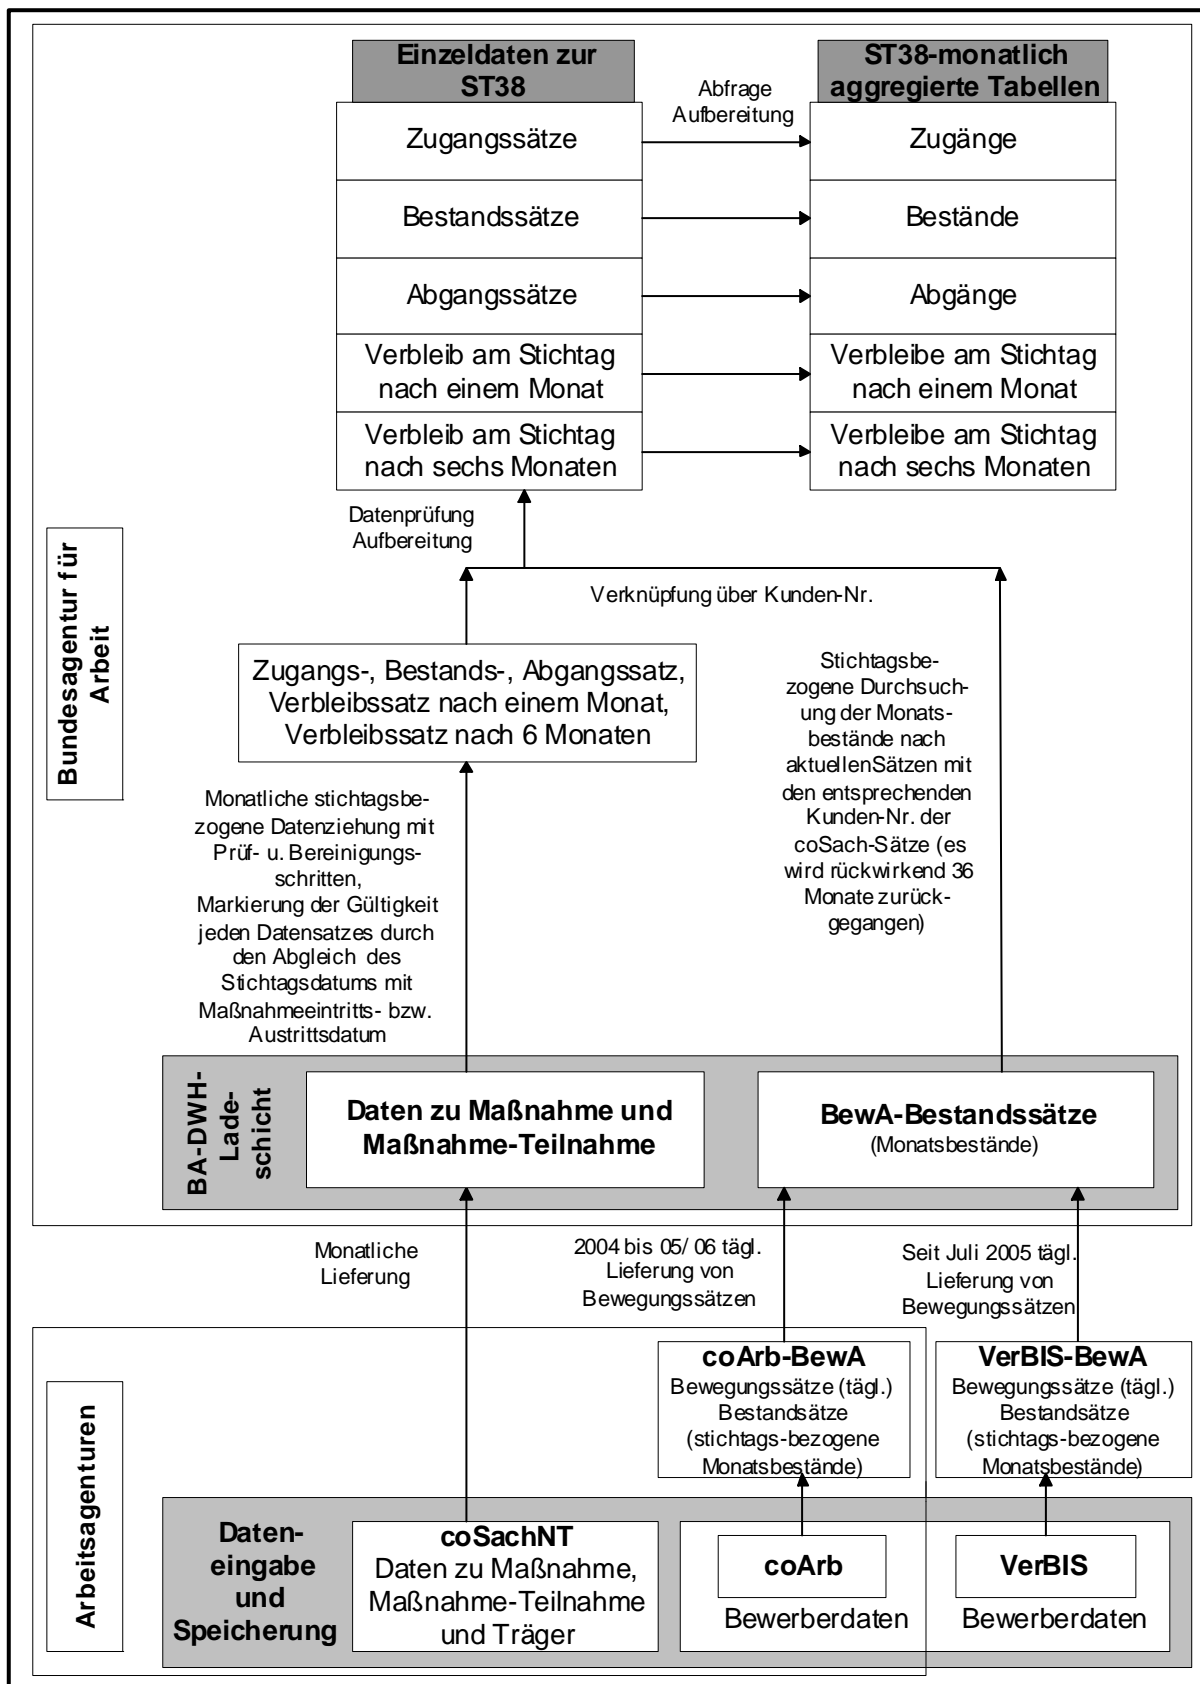 Einzeldaten zur
ST38
ST38-monatlich
aggregierte Tabellen
Abfrage
Aufbereitung
Zugangssätze
Zugänge
Bestandssätze
Bestände
Abgangssätze
Abgänge
Verbleib am Stichtag
nach einem Monat
Verbleibe am Stichtag
nach einem Monat
Verbleib am Stichtag
nach sechs Monaten
Verbleibe am Stichtag
nach sechs Monaten
Datenprüfung
Aufbereitung
Verknüpfung über Kunden-Nr.
Bundesagentur für
Arbeit
Zugangs-, Bestands-, Abgangssatz,
Verbleibssatz nach einem Monat,
Verbleibssatz nach 6 Monaten
Stichtagsbe-
zogene Durchsuch-
ung der Monats-
bestände nach
aktuellenSätzen mit
den entsprechenden
Kunden-Nr. der
coSach-Sätze (es
wird rückwirkend 36
Monate zurück-
gegangen)
Monatliche stichtagsbe-
zogene Datenziehung mit
Prüf- u. Bereinigungs-
schritten,
Markierung der Gültigkeit
jeden Datensatzes durch
den Abgleich des
Stichtagsdatums mit
Maßnahmeeintritts- bzw.
Austrittsdatum
BA-DWH-
Lade-
schicht
Daten zu Maßnahme und
Maßnahme-Teilnahme
BewA-Bestandssätze
(Monatsbestände)
Monatliche
Lieferung
2004 bis 05/ 06 tägl.
Lieferung von
Bewegungssätzen
Seit Juli 2005 tägl.
Lieferung von
Bewegungssätzen
Arbeitsagenturen
coArb-BewA
Bewegungssätze (tägl.)
Bestandsätze
(stichtags-bezogene
Monatsbestände)
VerBIS-BewA
Bewegungssätze (tägl.)
Bestandsätze
(stichtags-bezogene
Monatsbestände)
Daten-
eingabe
und
Speicherung
coSachNT
Daten zu Maßnahme,
Maßnahme-Teilnahme
und Träger
coArb
Bewerberdaten
VerBIS
Bewerberdaten